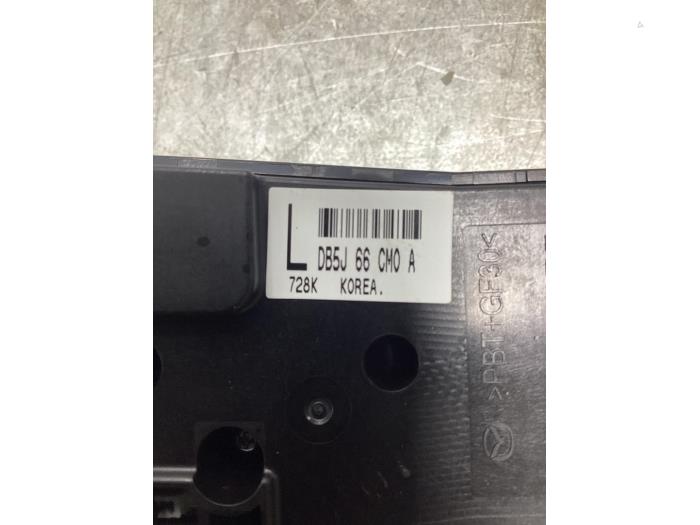 L
DB5J 66 CM0 A
728K KOREA.
>PBT+GF30<